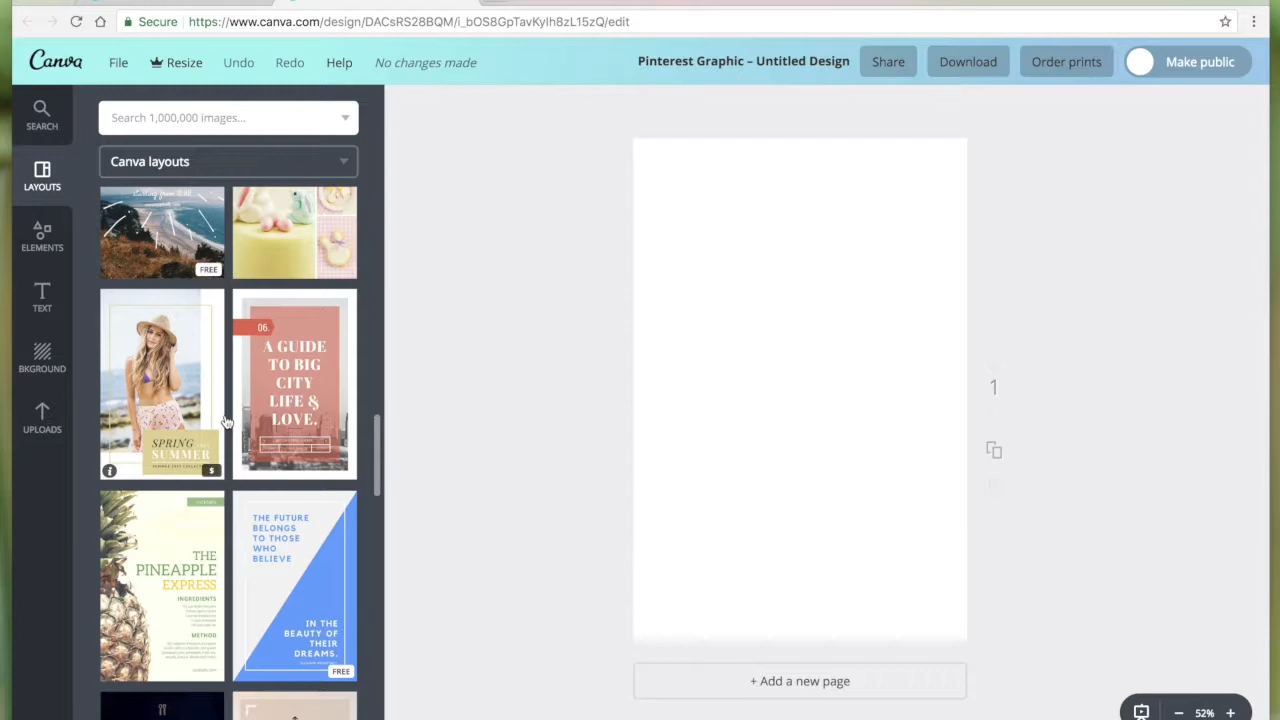 Secure https://www.canva.com/design/DACsRS28BQM/i_bOS8GpTavKyIh8zL15zQ/edit
Canva File Resize Undo Redo Help No changes made Pinterest Graphic – Untitled Design Share Download Order prints Make public
SEARCH
LAYOUTS
ELEMENTS
TEXT
BKGROUND
UPLOADS
Search 1,000,000 images...
Canva layouts
FREE
SPRING
SUMMER
$
06.
A GUIDE
TO BIG
CITY
LIFE &
LOVE.
THE
PINEAPPLE
EXPRESS
INGREDIENTS
METHOD
THE FUTURE
BELONGS
TO THOSE
WHO
BELIEVE
IN THE
BEAUTY OF
THEIR
DREAMS.
FREE
1
+ Add a new page
52%